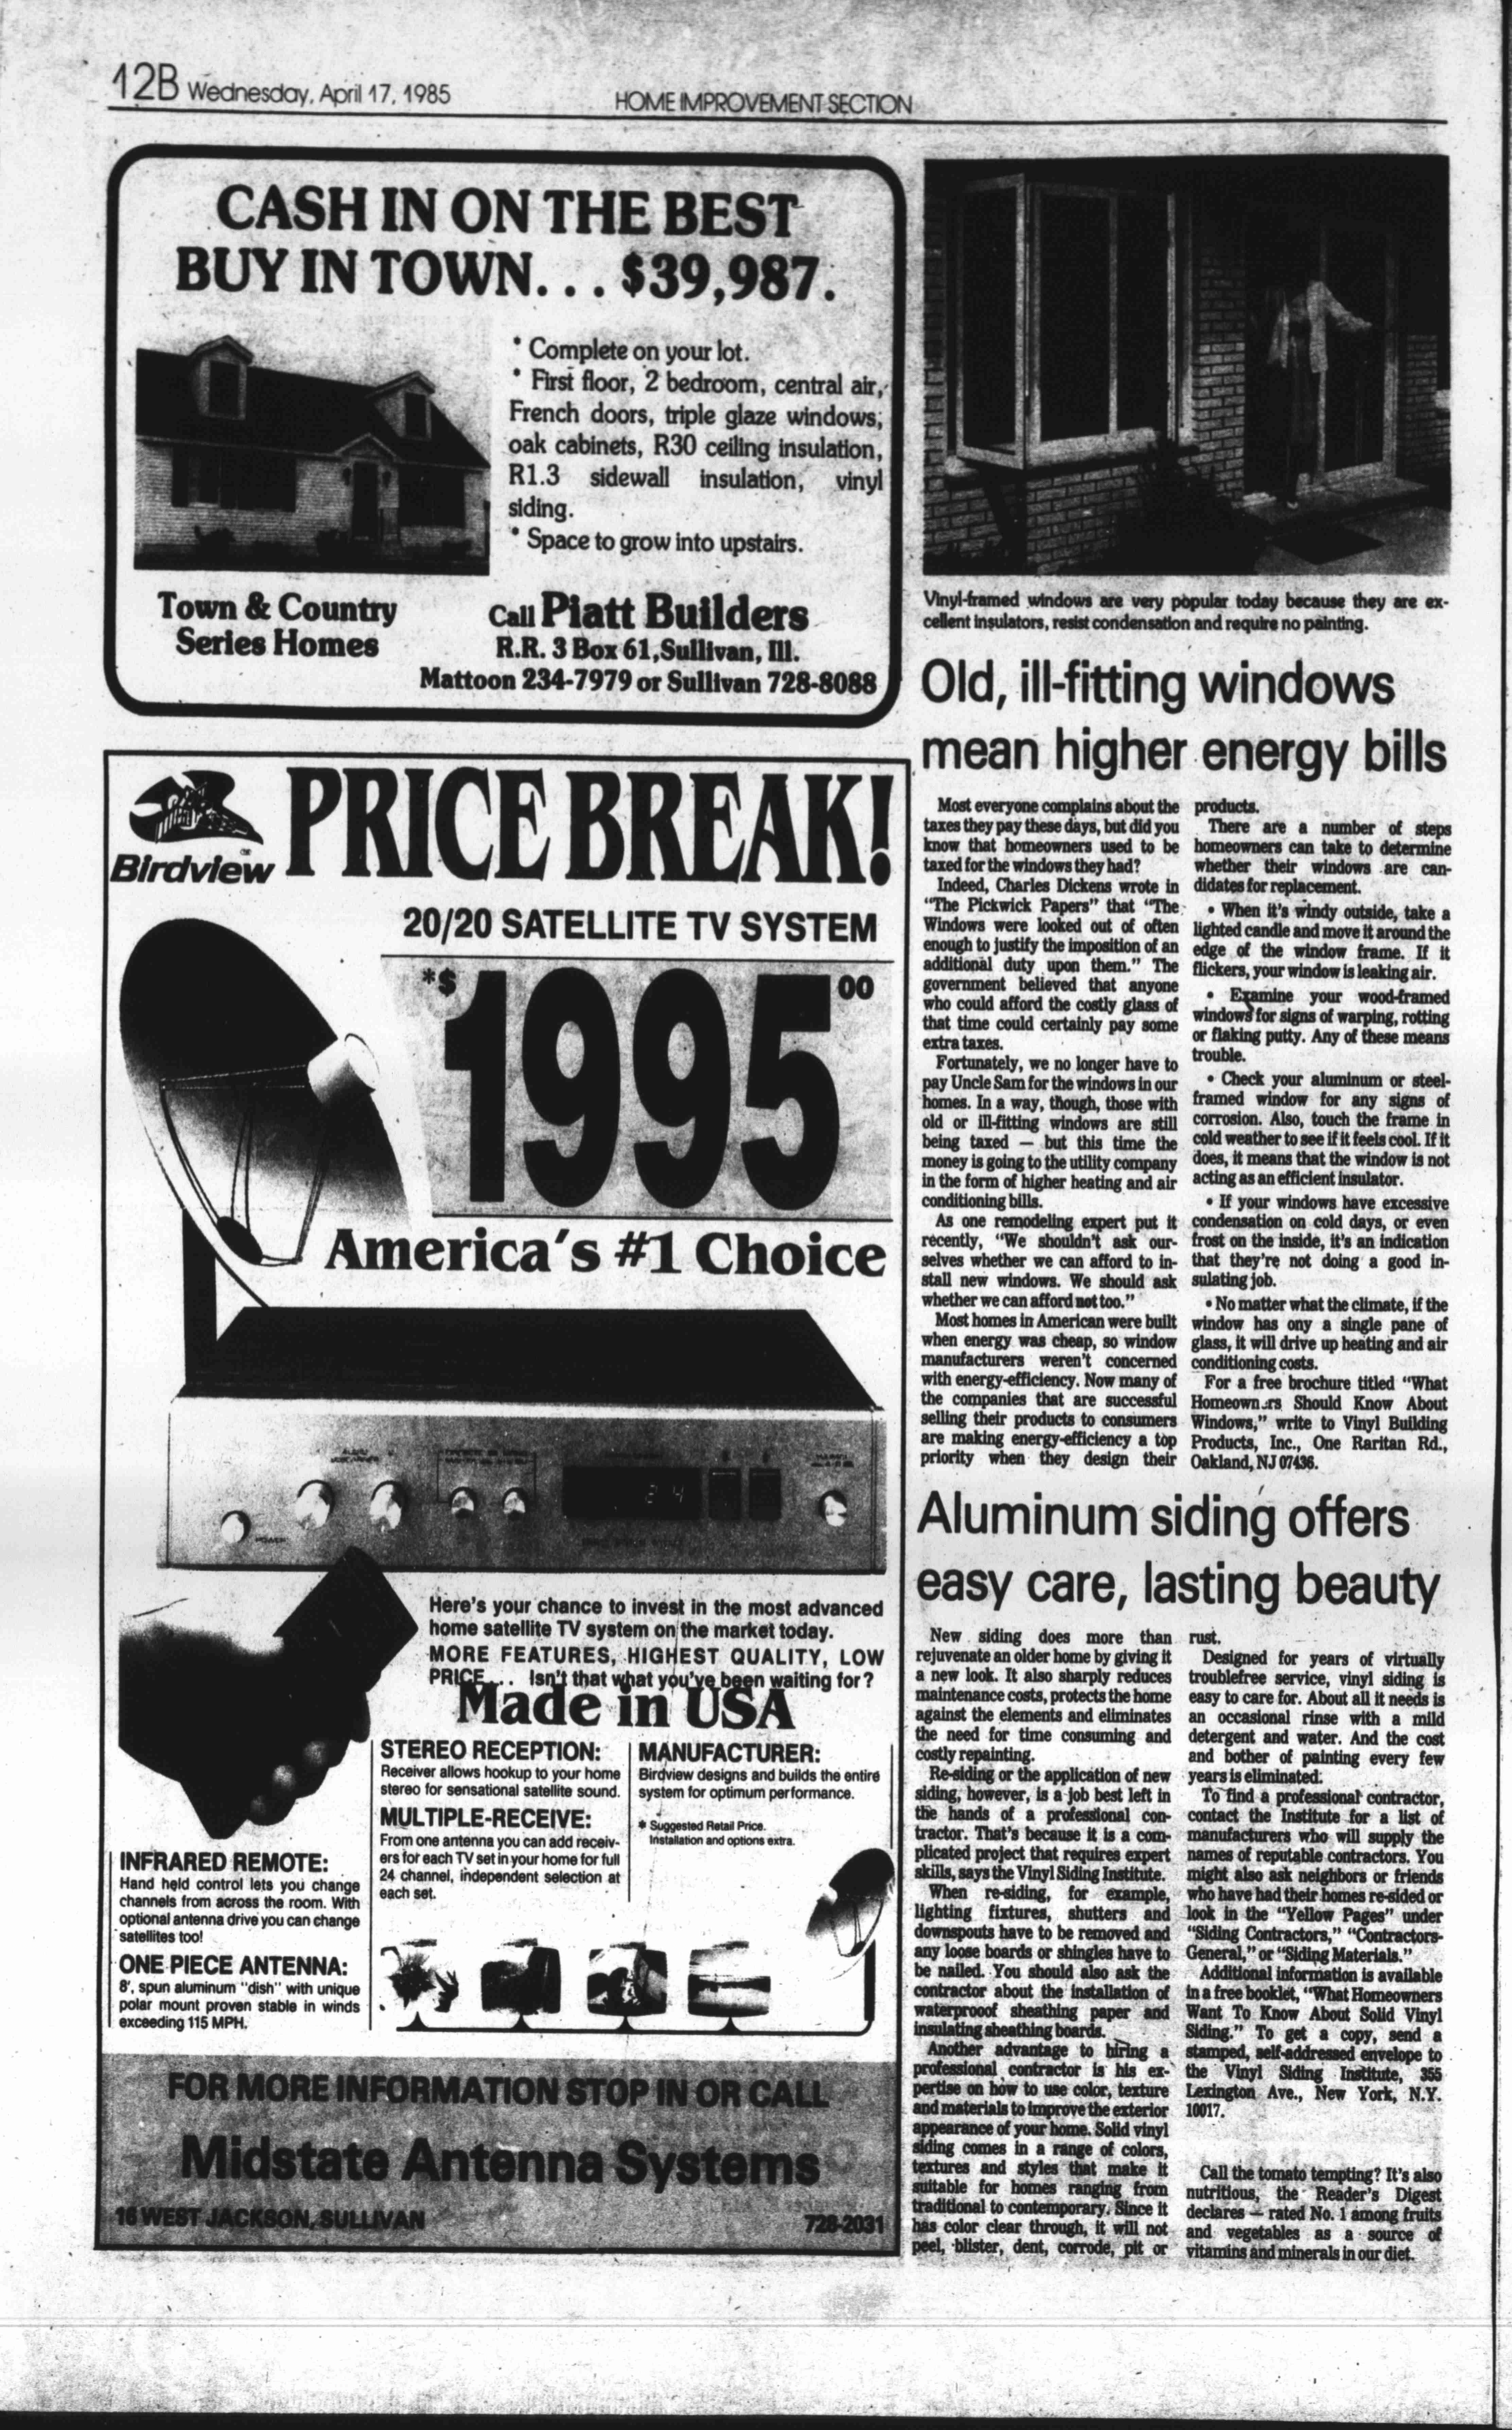 12B Wednesday, April 17, 1985
HOME IMPROVEMENT SECTION
CASH IN ON THE BEST
BUY IN TOWN. . . $39,987.
* Complete on your lot.
* First floor, 2 bedroom, central air,
French doors, triple glaze windows,
oak cabinets, R30 ceiling insulation,
R1.3 sidewall insulation, vinyl
siding.
* Space to grow into upstairs.
Town & Country
Series Homes
Call Piatt Builders
R.R. 3 Box 61, Sullivan, Ill.
Mattoon 234-7979 or Sullivan 728-8088
Birdview
PRICE BREAK!
20/20 SATELLITE TV SYSTEM
*$1995 00
America's #1 Choice
POWER
24
Here's your chance to invest in the most advanced
home satellite TV system on the market today.
MORE FEATURES, HIGHEST QUALITY, LOW
PRICE. . . Isn't that what you've been waiting for?
Made in USA
STEREO RECEPTION:
Receiver allows hookup to your home
stereo for sensational satellite sound.
MULTIPLE-RECEIVE:
From one antenna you can add receiv-
ers for each TV set in your home for full
24 channel, independent selection at
each set.
MANUFACTURER:
Birdview designs and builds the entire
system for optimum performance.
* Suggested Retail Price.
Installation and options extra.
INFRARED REMOTE:
Hand held control lets you change
channels from across the room. With
optional antenna drive you can change
satellites too!
ONE PIECE ANTENNA:
8', spun aluminum "dish" with unique
polar mount proven stable in winds
exceeding 115 MPH.
FOR MORE INFORMATION STOP IN OR CALL
Midstate Antenna Systems
16 WEST JACKSON, SULLIVAN
728-2031
Vinyl-framed windows are very popular today because they are ex-
cellent insulators, resist condensation and require no painting.
Old, ill-fitting windows
mean higher energy bills
Most everyone complains about the
taxes they pay these days, but did you
know that homeowners used to be
taxed for the windows they had?
Indeed, Charles Dickens wrote in
"The Pickwick Papers" that "The
Windows were looked out of often
enough to justify the imposition of an
additional duty upon them." The
government believed that anyone
who could afford the costly glass of
that time could certainly pay some
extra taxes.
Fortunately, we no longer have to
pay Uncle Sam for the windows in our
homes. In a way, though, those with
old or ill-fitting windows are still
being taxed — but this time the
money is going to the utility company
in the form of higher heating and air
conditioning bills.
As one remodeling expert put it
recently, "We shouldn't ask our-
selves whether we can afford to in-
stall new windows. We should ask
whether we can afford not too."
Most homes in American were built
when energy was cheap, so window
manufacturers weren't concerned
with energy-efficiency. Now many of
the companies that are successful
selling their products to consumers
are making energy-efficiency a top
priority when they design their
products.
There are a number of steps
homeowners can take to determine
whether their windows are can-
didates for replacement.
• When it's windy outside, take a
lighted candle and move it around the
edge of the window frame. If it
flickers, your window is leaking air.
• Examine your wood-framed
windows for signs of warping, rotting
or flaking putty. Any of these means
trouble.
• Check your aluminum or steel-
framed window for any signs of
corrosion. Also, touch the frame in
cold weather to see if it feels cool. If it
does, it means that the window is not
acting as an efficient insulator.
• If your windows have excessive
condensation on cold days, or even
frost on the inside, it's an indication
that they're not doing a good in-
sulating job.
• No matter what the climate, if the
window has ony a single pane of
glass, it will drive up heating and air
conditioning costs.
For a free brochure titled "What
Homeowners Should Know About
Windows," write to Vinyl Building
Products, Inc., One Raritan Rd.,
Oakland, NJ 07436.
Aluminum siding offers
easy care, lasting beauty
New siding does more than
rejuvenate an older home by giving it
a new look. It also sharply reduces
maintenance costs, protects the home
against the elements and eliminates
the need for time consuming and
costly repainting.
Re-siding or the application of new
siding, however, is a job best left in
the hands of a professional con-
tractor. That's because it is a com-
plicated project that requires expert
skills, says the Vinyl Siding Institute.
When re-siding, for example,
lighting fixtures, shutters and
downspouts have to be removed and
any loose boards or shingles have to
be nailed. You should also ask the
contractor about the installation of
waterprooof sheathing paper and
insulating sheathing boards.
Another advantage to hiring a
professional contractor is his ex-
pertise on how to use color, texture
and materials to improve the exterior
appearance of your home. Solid vinyl
siding comes in a range of colors,
textures and styles that make it
suitable for homes ranging from
traditional to contemporary. Since it
has color clear through, it will not
peel, blister, dent, corrode, pit or
rust.
Designed for years of virtually
troublefree service, vinyl siding is
easy to care for. About all it needs is
an occasional rinse with a mild
detergent and water. And the cost
and bother of painting every few
years is eliminated.
To find a professional contractor,
contact the Institute for a list of
manufacturers who will supply the
names of reputable contractors. You
might also ask neighbors or friends
who have had their homes re-sided or
look in the "Yellow Pages" under
"Siding Contractors," "Contractors-
General," or "Siding Materials."
Additional information is available
in a free booklet, "What Homeowners
Want To Know About Solid Vinyl
Siding." To get a copy, send a
stamped, self-addressed envelope to
the Vinyl Siding Institute, 355
Lexington Ave., New York, N.Y.
10017.
Call the tomato tempting? It's also
nutritious, the Reader's Digest
declares — rated No. 1 among fruits
and vegetables as a source of
vitamins and minerals in our diet.